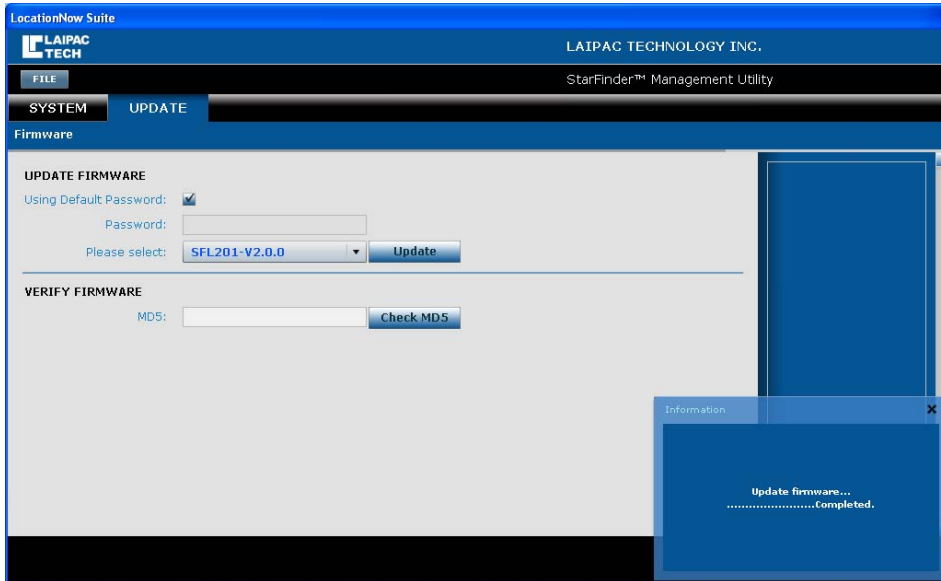 LocationNow Suite
LAIPAC
TECH
LAIPAC TECHNOLOGY INC.
FILE
StarFinder™ Management Utility
SYSTEM UPDATE
Firmware
UPDATE FIRMWARE
Using Default Password:
Password:
Please select: SFL201-V2.0.0 Update
VERIFY FIRMWARE
MD5: Check MD5
Information
Update firmware...
........................Completed.